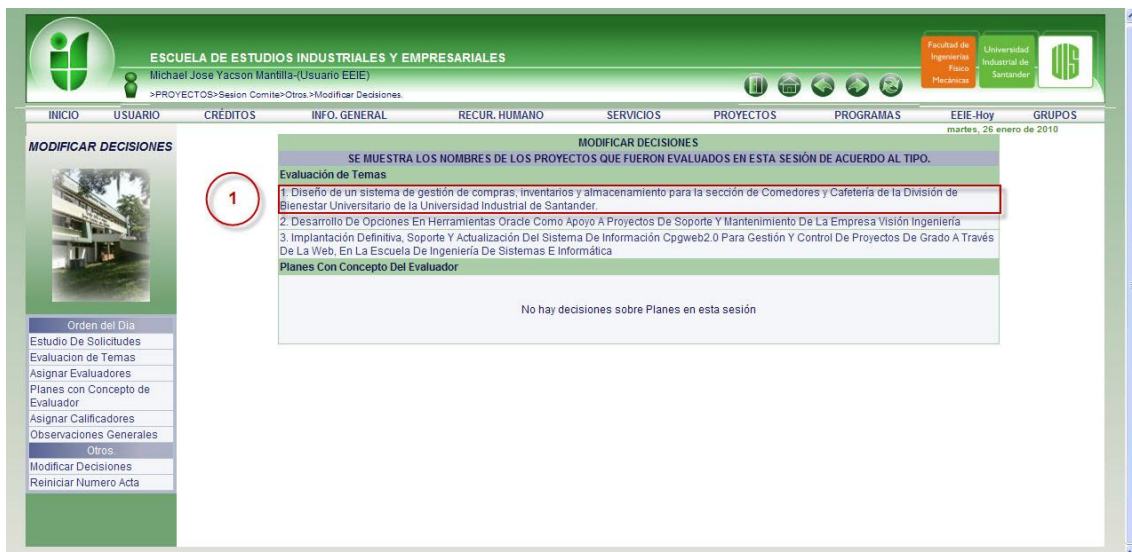 ESCUELA DE ESTUDIOS INDUSTRIALES Y EMPRESARIALES
Michael Jose Yacson Mantilla-(Usuario EEIE)
>PROYECTOS>Sesion Comite>Otros.>Modificar Decisiones.
Facultad de
Ingenierías
Físico
Mecánicas
Universidad
Industrial de
Santander
INICIO USUARIO CRÉDITOS INFO. GENERAL RECUR. HUMANO SERVICIOS PROYECTOS PROGRAMAS EEIE-Hoy GRUPOS
martes, 26 enero de 2010
MODIFICAR DECISIONES
MODIFICAR DECISIONES
SE MUESTRA LOS NOMBRES DE LOS PROYECTOS QUE FUERON EVALUADOS EN ESTA SESIÓN DE ACUERDO AL TIPO.
Evaluación de Temas
1
1. Diseño de un sistema de gestión de compras, inventarios y almacenamiento para la sección de Comedores y Cafetería de la División de
Bienestar Universitario de la Universidad Industrial de Santander.
2. Desarrollo De Opciones En Herramientas Oracle Como Apoyo A Proyectos De Soporte Y Mantenimiento De La Empresa Visión Ingeniería
3. Implantación Definitiva, Soporte Y Actualización Del Sistema De Información Cpgweb2.0 Para Gestión Y Control De Proyectos De Grado A Través
De La Web, En La Escuela De Ingeniería De Sistemas E Informática
Planes Con Concepto Del Evaluador
No hay decisiones sobre Planes en esta sesión
Orden del Dia
Estudio De Solicitudes
Evaluacion de Temas
Asignar Evaluadores
Planes con Concepto de
Evaluador
Asignar Calificadores
Observaciones Generales
Otros.
Modificar Decisiones
Reiniciar Numero Acta